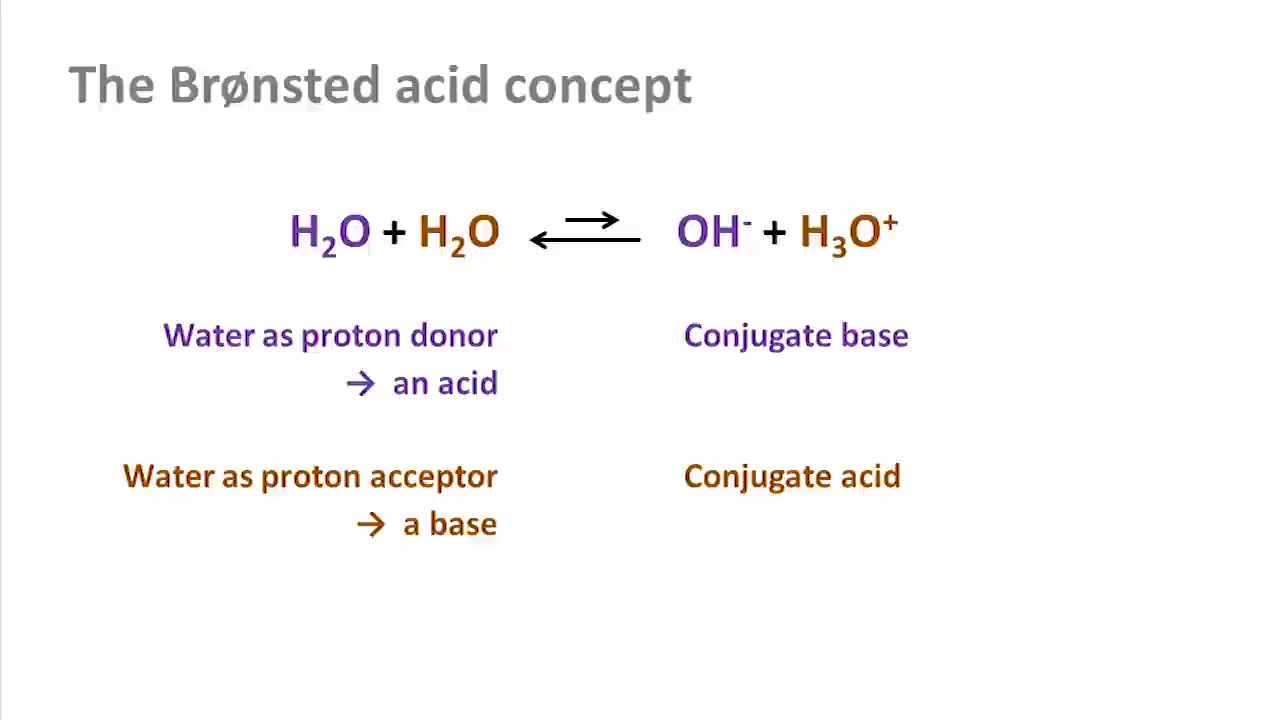 The Brønsted acid concept
H₂O + H₂O ⇌ OH⁻ + H₃O⁺
Water as proton donor Conjugate base
→ an acid
Water as proton acceptor Conjugate acid
→ a base